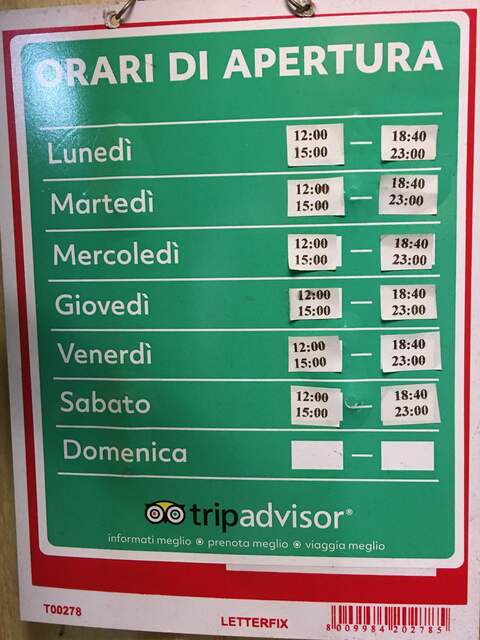 ORARI DI APERTURA
Lunedì 12:00 15:00 — 18:40 23:00
Martedì 12:00 15:00 — 18:40 23:00
Mercoledì 12:00 15:00 — 18:40 23:00
Giovedì 12:00 15:00 — 18:40 23:00
Venerdì 12:00 15:00 — 18:40 23:00
Sabato 12:00 15:00 — 18:40 23:00
Domenica —
tripadvisor®
informati meglio prenota meglio viaggia meglio
T00278 LETTERFIX 8 009984 202785